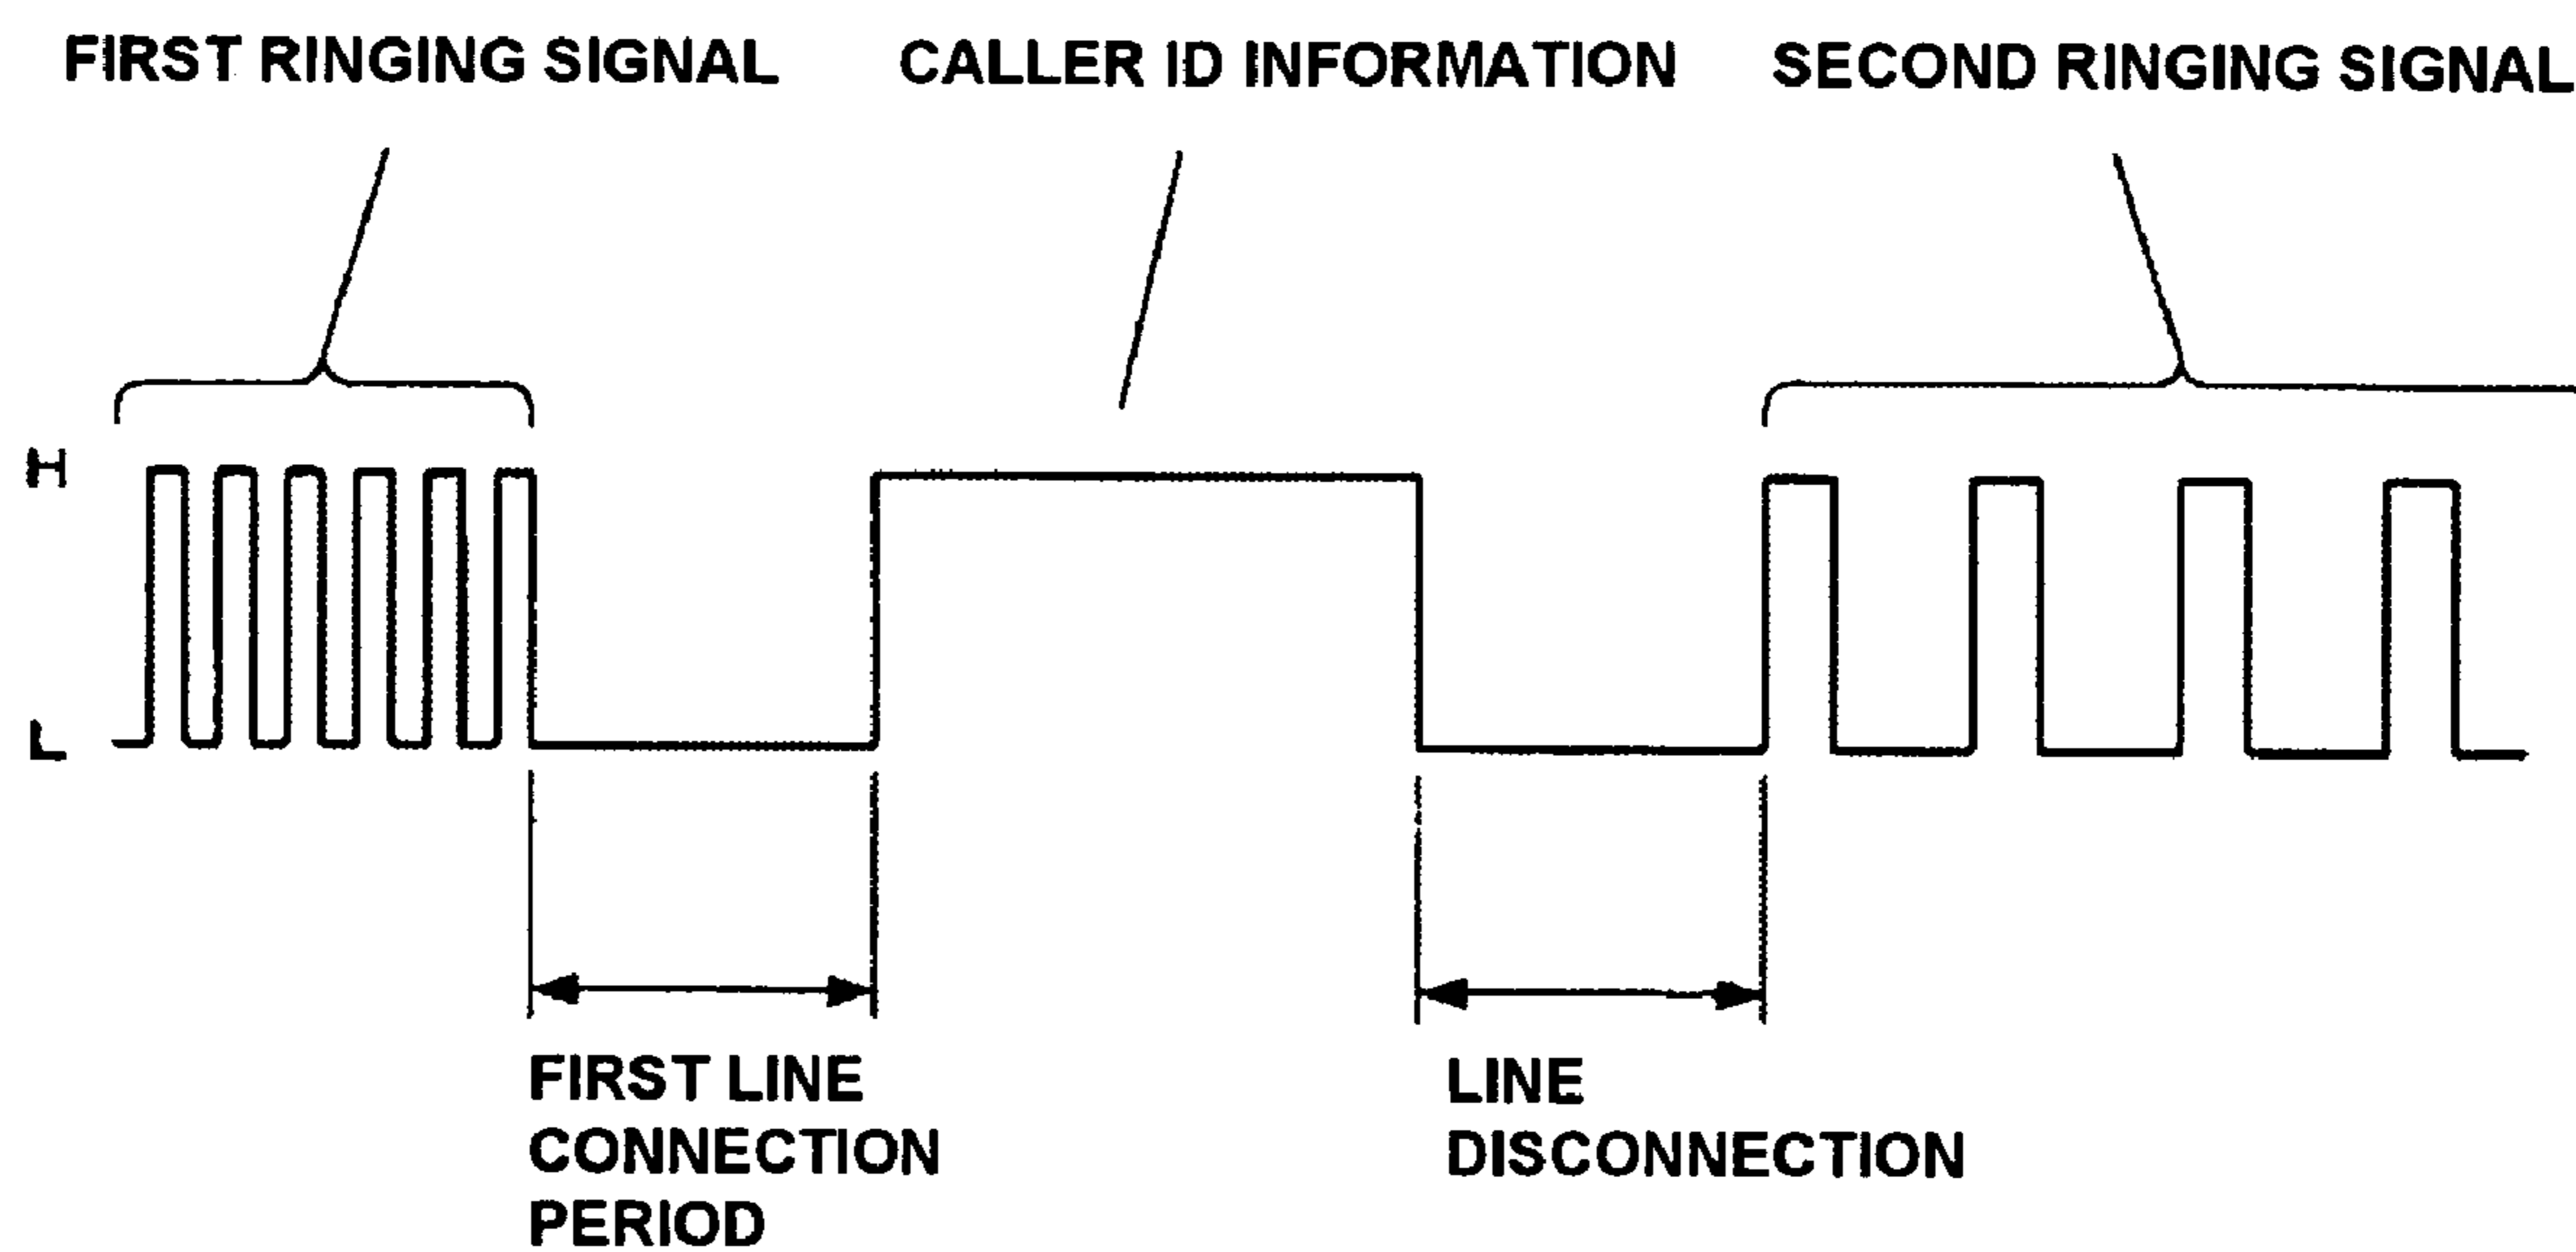 FIRST RINGING SIGNAL
CALLER ID INFORMATION
SECOND RINGING SIGNAL
H
L
FIRST LINE
CONNECTION
PERIOD
LINE
DISCONNECTION